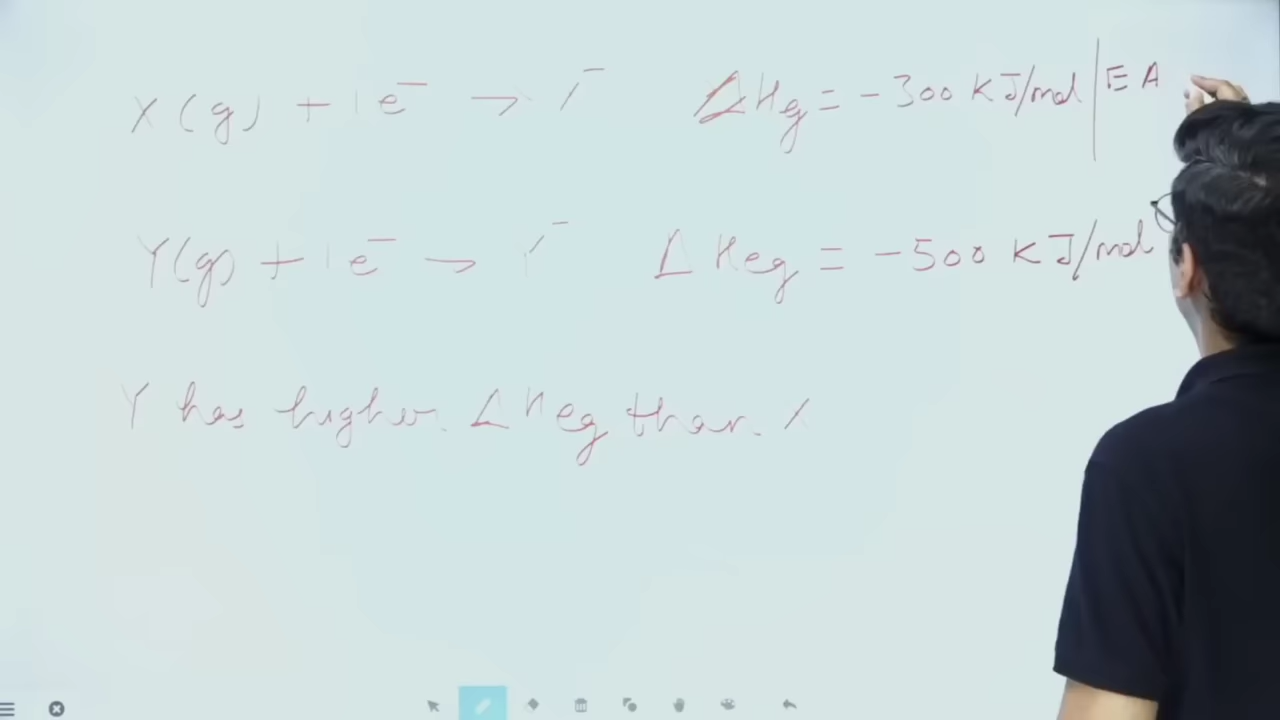 X (g) + 1 e⁻ → ⁻ ΔHeg = -300 KJ/mol | EA
Y(g) + 1 e⁻ → Y⁻ ΔHeg = -500 KJ/mol
Y has higher ΔHeg than X